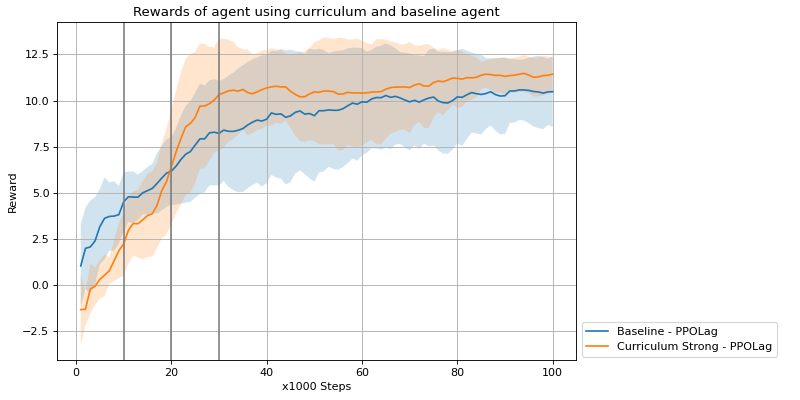 Rewards of agent using curriculum and baseline agent
Reward
12.5
10.0
7.5
5.0
2.5
0.0
−2.5
0 20 40 60 80 100
x1000 Steps
Baseline - PPOLag
Curriculum Strong - PPOLag